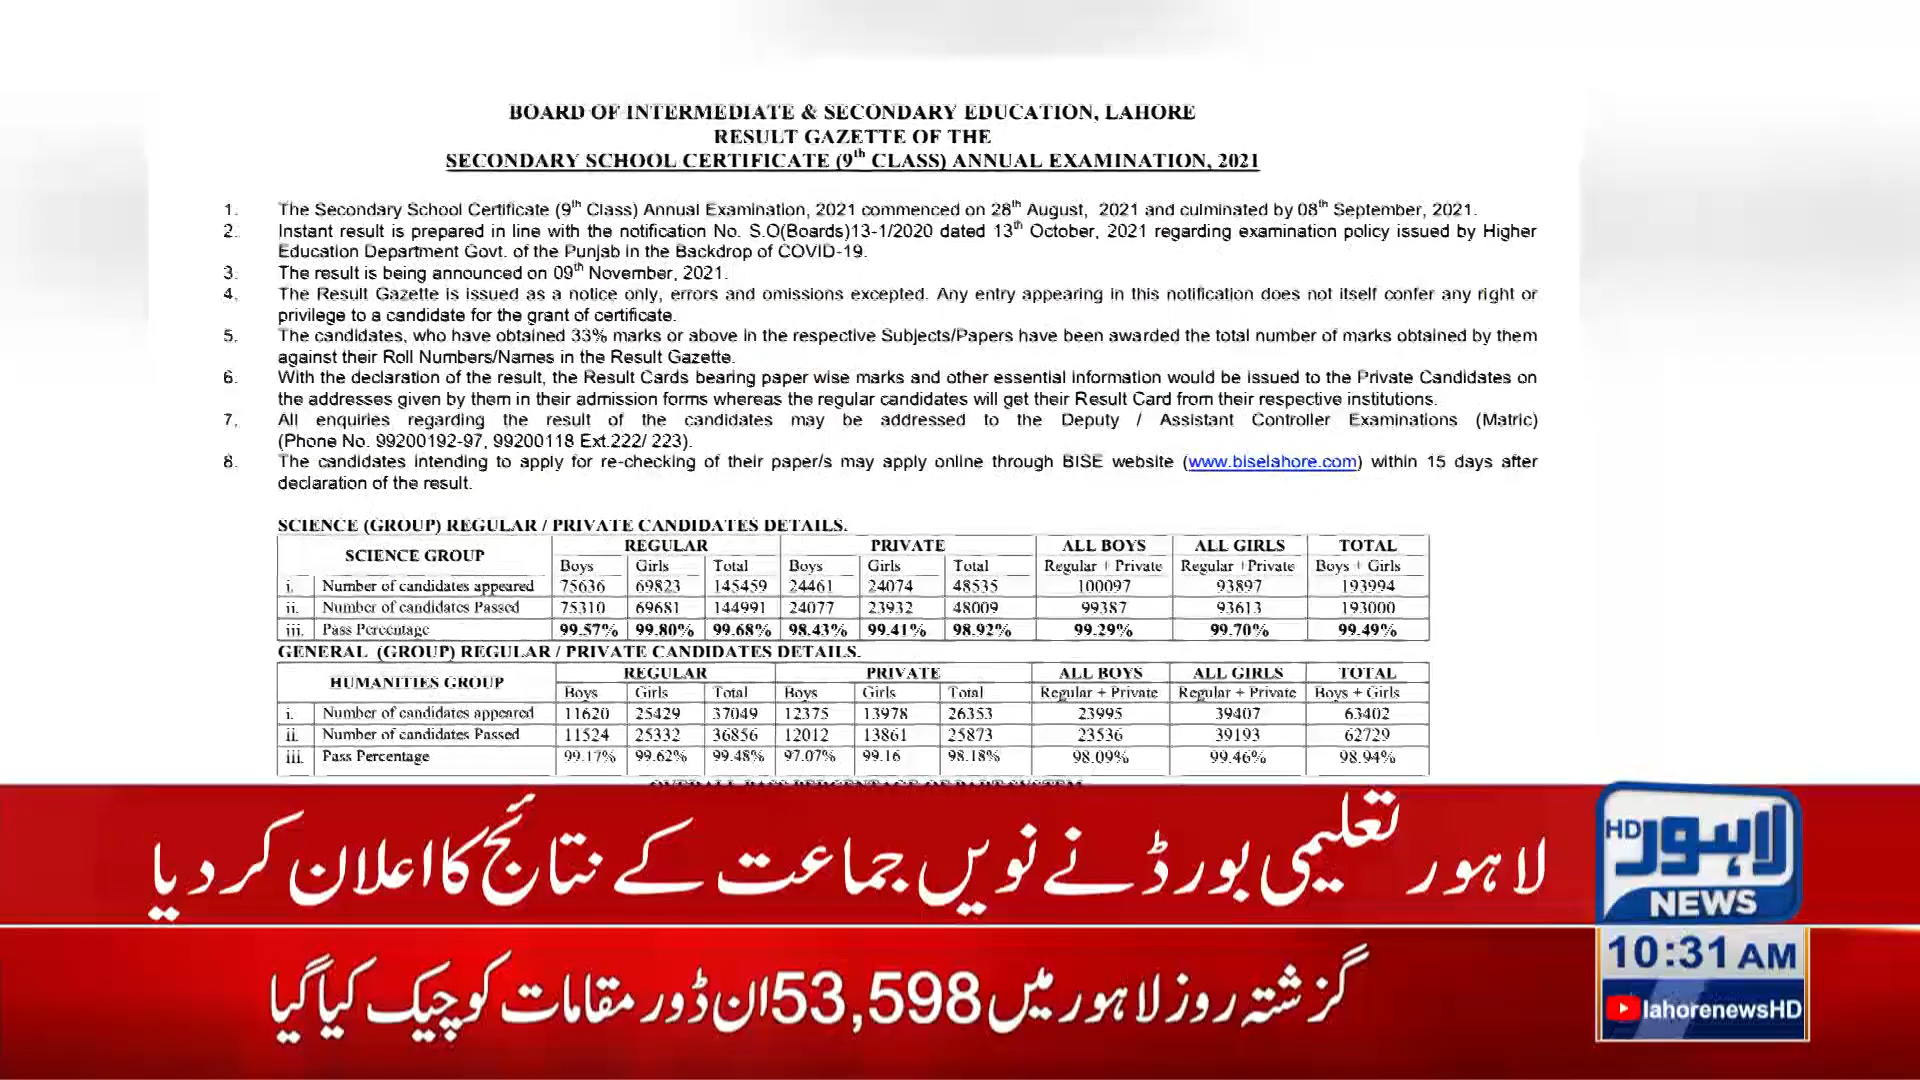 BOARD OF INTERMEDIATE & SECONDARY EDUCATION, LAHORE
RESULT GAZETTE OF THE
SECONDARY SCHOOL CERTIFICATE (9th CLASS) ANNUAL EXAMINATION, 2021
1. The Secondary School Certificate (9th Class) Annual Examination, 2021 commenced on 28th August, 2021 and culminated by 08th September, 2021.
2. Instant result is prepared in line with the notification No. S.O(Boards)13-1/2020 dated 13th October, 2021 regarding examination policy issued by Higher
Education Department Govt. of the Punjab in the Backdrop of COVID-19.
3. The result is being announced on 09th November, 2021.
4. The Result Gazette is issued as a notice only, errors and omissions excepted. Any entry appearing in this notification does not itself confer any right or
privilege to a candidate for the grant of certificate.
5. The candidates, who have obtained 33% marks or above in the respective Subjects/Papers have been awarded the total number of marks obtained by them
against their Roll Numbers/Names in the Result Gazette.
6. With the declaration of the result, the Result Cards bearing paper wise marks and other essential information would be issued to the Private Candidates on
the addresses given by them in their admission forms whereas the regular candidates will get their Result Card from their respective institutions.
7. All enquiries regarding the result of the candidates may be addressed to the Deputy / Assistant Controller Examinations (Matric)
(Phone No. 99200192-97, 99200118 Ext.222/ 223).
8. The candidates intending to apply for re-checking of their paper/s may apply online through BISE website (www.biselahore.com) within 15 days after
declaration of the result.
SCIENCE (GROUP) REGULAR / PRIVATE CANDIDATES DETAILS.
SCIENCE GROUP REGULAR PRIVATE ALL BOYS ALL GIRLS TOTAL
Boys Girls Total Boys Girls Total Regular + Private Regular +Private Boys + Girls
i. Number of candidates appeared 75636 69823 145459 24461 24074 48535 100097 93897 193994
ii. Number of candidates Passed 75310 69681 144991 24077 23932 48009 99387 93613 193000
iii. Pass Percentage 99.57% 99.80% 99.68% 98.43% 99.41% 98.92% 99.29% 99.70% 99.49%
GENERAL (GROUP) REGULAR / PRIVATE CANDIDATES DETAILS.
HUMANITIES GROUP REGULAR PRIVATE ALL BOYS ALL GIRLS TOTAL
Boys Girls Total Boys Girls Total Regular + Private Regular + Private Boys + Girls
i. Number of candidates appeared 11620 25429 37049 12375 13978 26353 23995 39407 63402
ii. Number of candidates Passed 11524 25332 36856 12012 13861 25873 23536 39193 62729
iii. Pass Percentage 99.17% 99.62% 99.48% 97.07% 99.16 98.18% 98.09% 99.46% 98.94%
لاہور تعلیمی بورڈ نے نویں جماعت کے نتائج کا اعلان کر دیا
گزشتہ روز لاہور میں 53,598 ان ڈور مقامات کو چیک کیا گیا
لاہور HD
NEWS
10:31 AM
lahorenewsHD